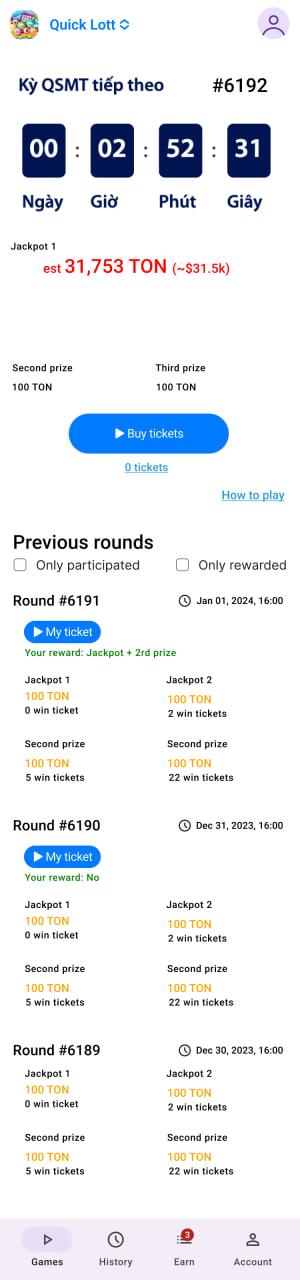 Quick Lott
Kỳ QSMT tiếp theo #6192
00 : 02 : 52 : 31
Ngày Giờ Phút Giây
Jackpot 1
est 31,753 TON (~$31.5k)
Second prize Third prize
100 TON 100 TON
Buy tickets
0 tickets
How to play
Previous rounds
Only participated Only rewarded
Round #6191 Jan 01, 2024, 16:00
My ticket
Your reward: Jackpot + 2rd prize
Jackpot 1 Jackpot 2
100 TON 100 TON
0 win ticket 2 win tickets
Second prize Second prize
100 TON 100 TON
5 win tickets 22 win tickets
Round #6190 Dec 31, 2023, 16:00
My ticket
Your reward: No
Jackpot 1 Jackpot 2
100 TON 100 TON
0 win ticket 2 win tickets
Second prize Second prize
100 TON 100 TON
5 win tickets 22 win tickets
Round #6189 Dec 30, 2023, 16:00
Jackpot 1 Jackpot 2
100 TON 100 TON
0 win ticket 2 win tickets
Second prize Second prize
100 TON 100 TON
5 win tickets 22 win tickets
3
Games History Earn Account